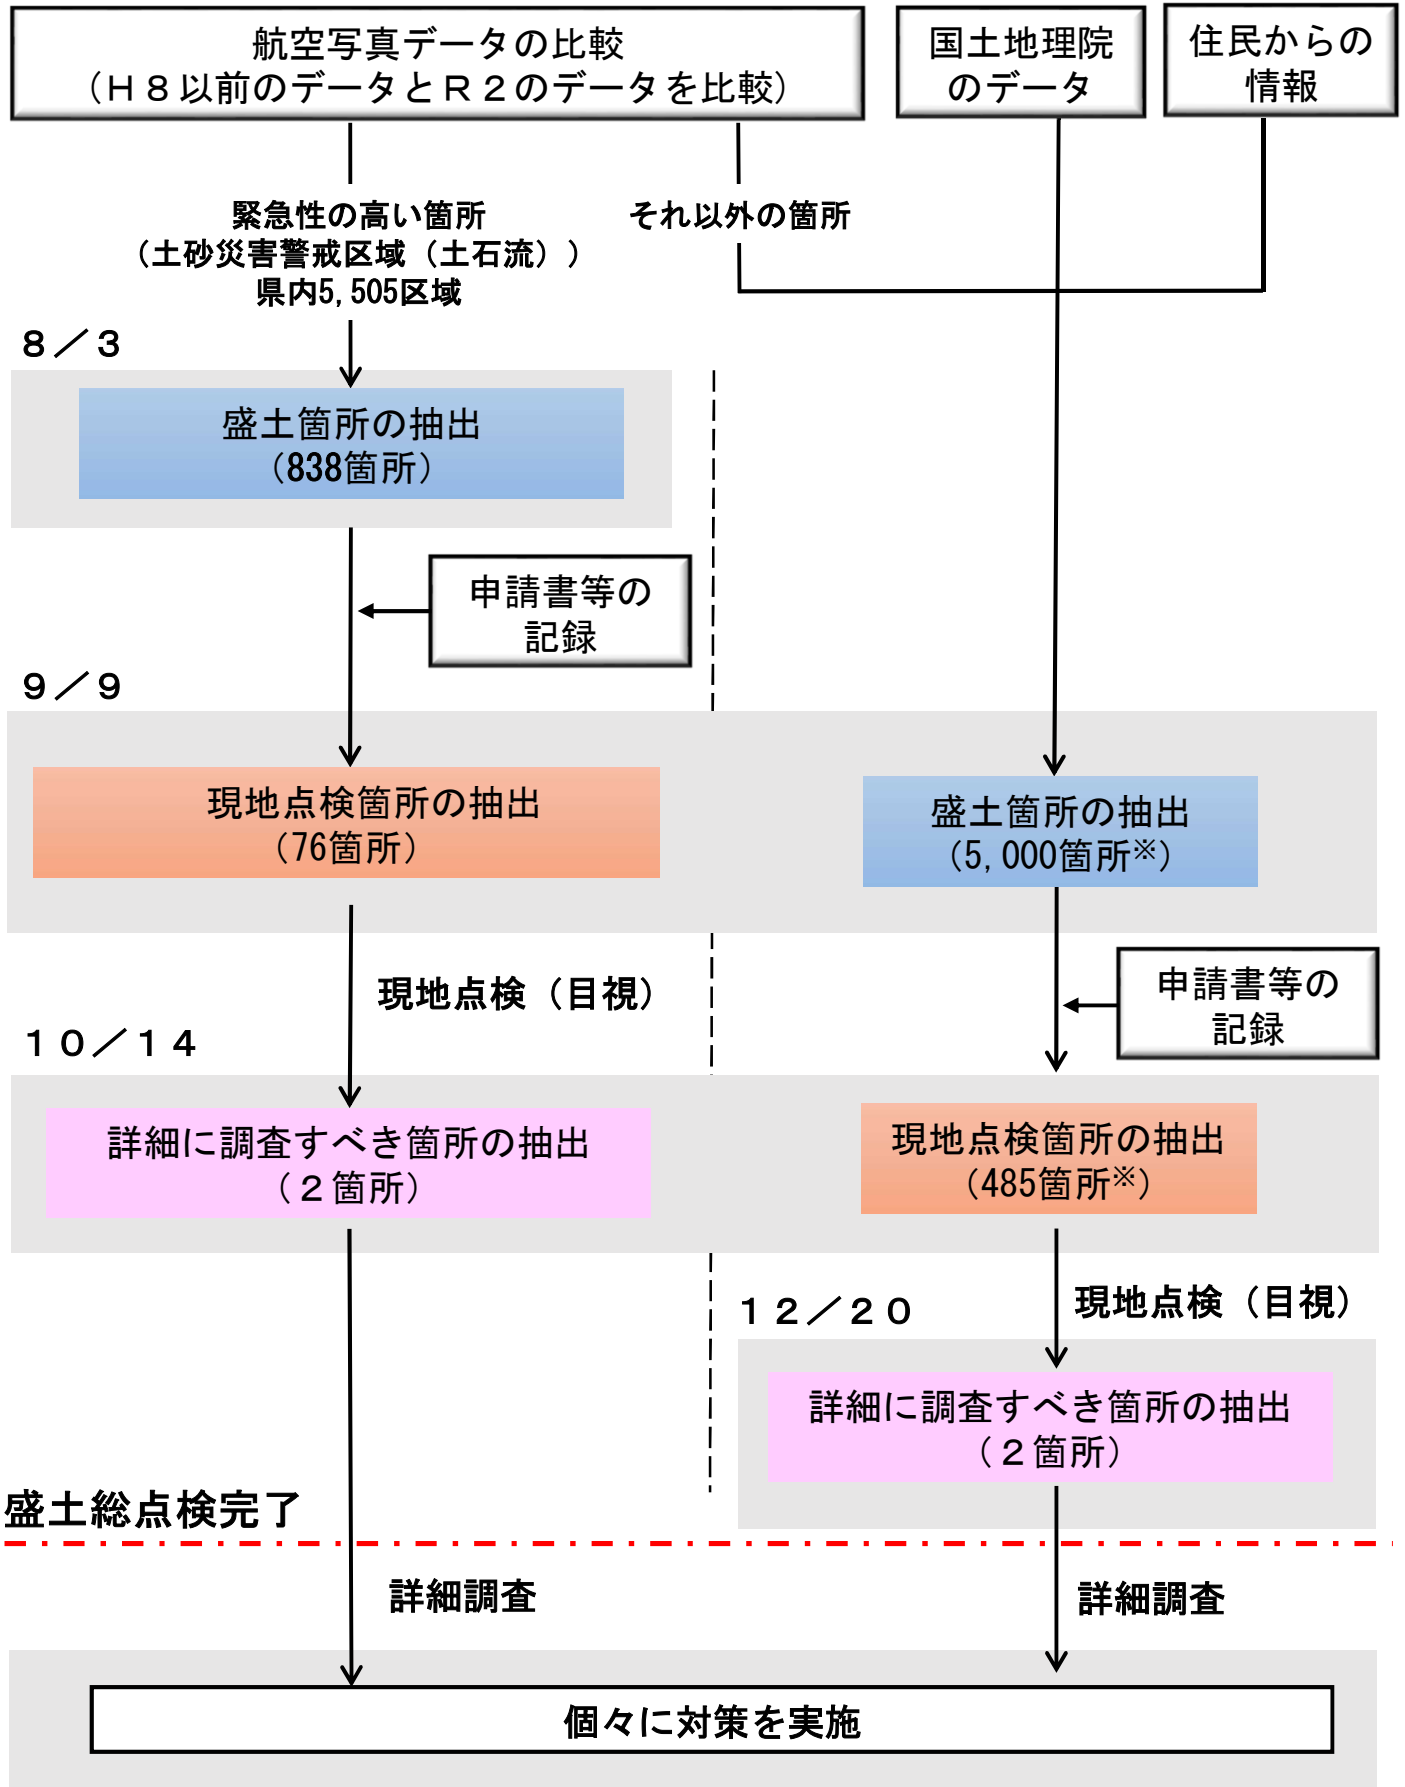 航空写真データの比較
（Ｈ８以前のデータとＲ２のデータを比較）
国土地理院
のデータ
住民からの
情報
緊急性の高い箇所
（土砂災害警戒区域（土石流））
県内5,505区域
それ以外の箇所
８／３
盛土箇所の抽出
（838箇所）
申請書等の
記録
９／９
現地点検箇所の抽出
（76箇所）
盛土箇所の抽出
（5,000箇所※）
現地点検（目視）
申請書等の
記録
１０／１４
詳細に調査すべき箇所の抽出
（２箇所）
現地点検箇所の抽出
（485箇所※）
現地点検（目視）
１２／２０
詳細に調査すべき箇所の抽出
（２箇所）
盛土総点検完了
詳細調査
詳細調査
個々に対策を実施